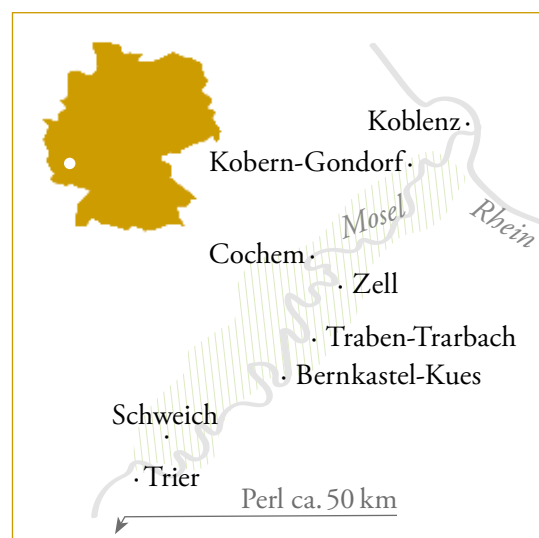 Koblenz
Kobern-Gondorf
Mosel
Rhein
Cochem
Zell
Traben-Trarbach
Bernkastel-Kues
Schweich
Trier
Perl ca. 50 km